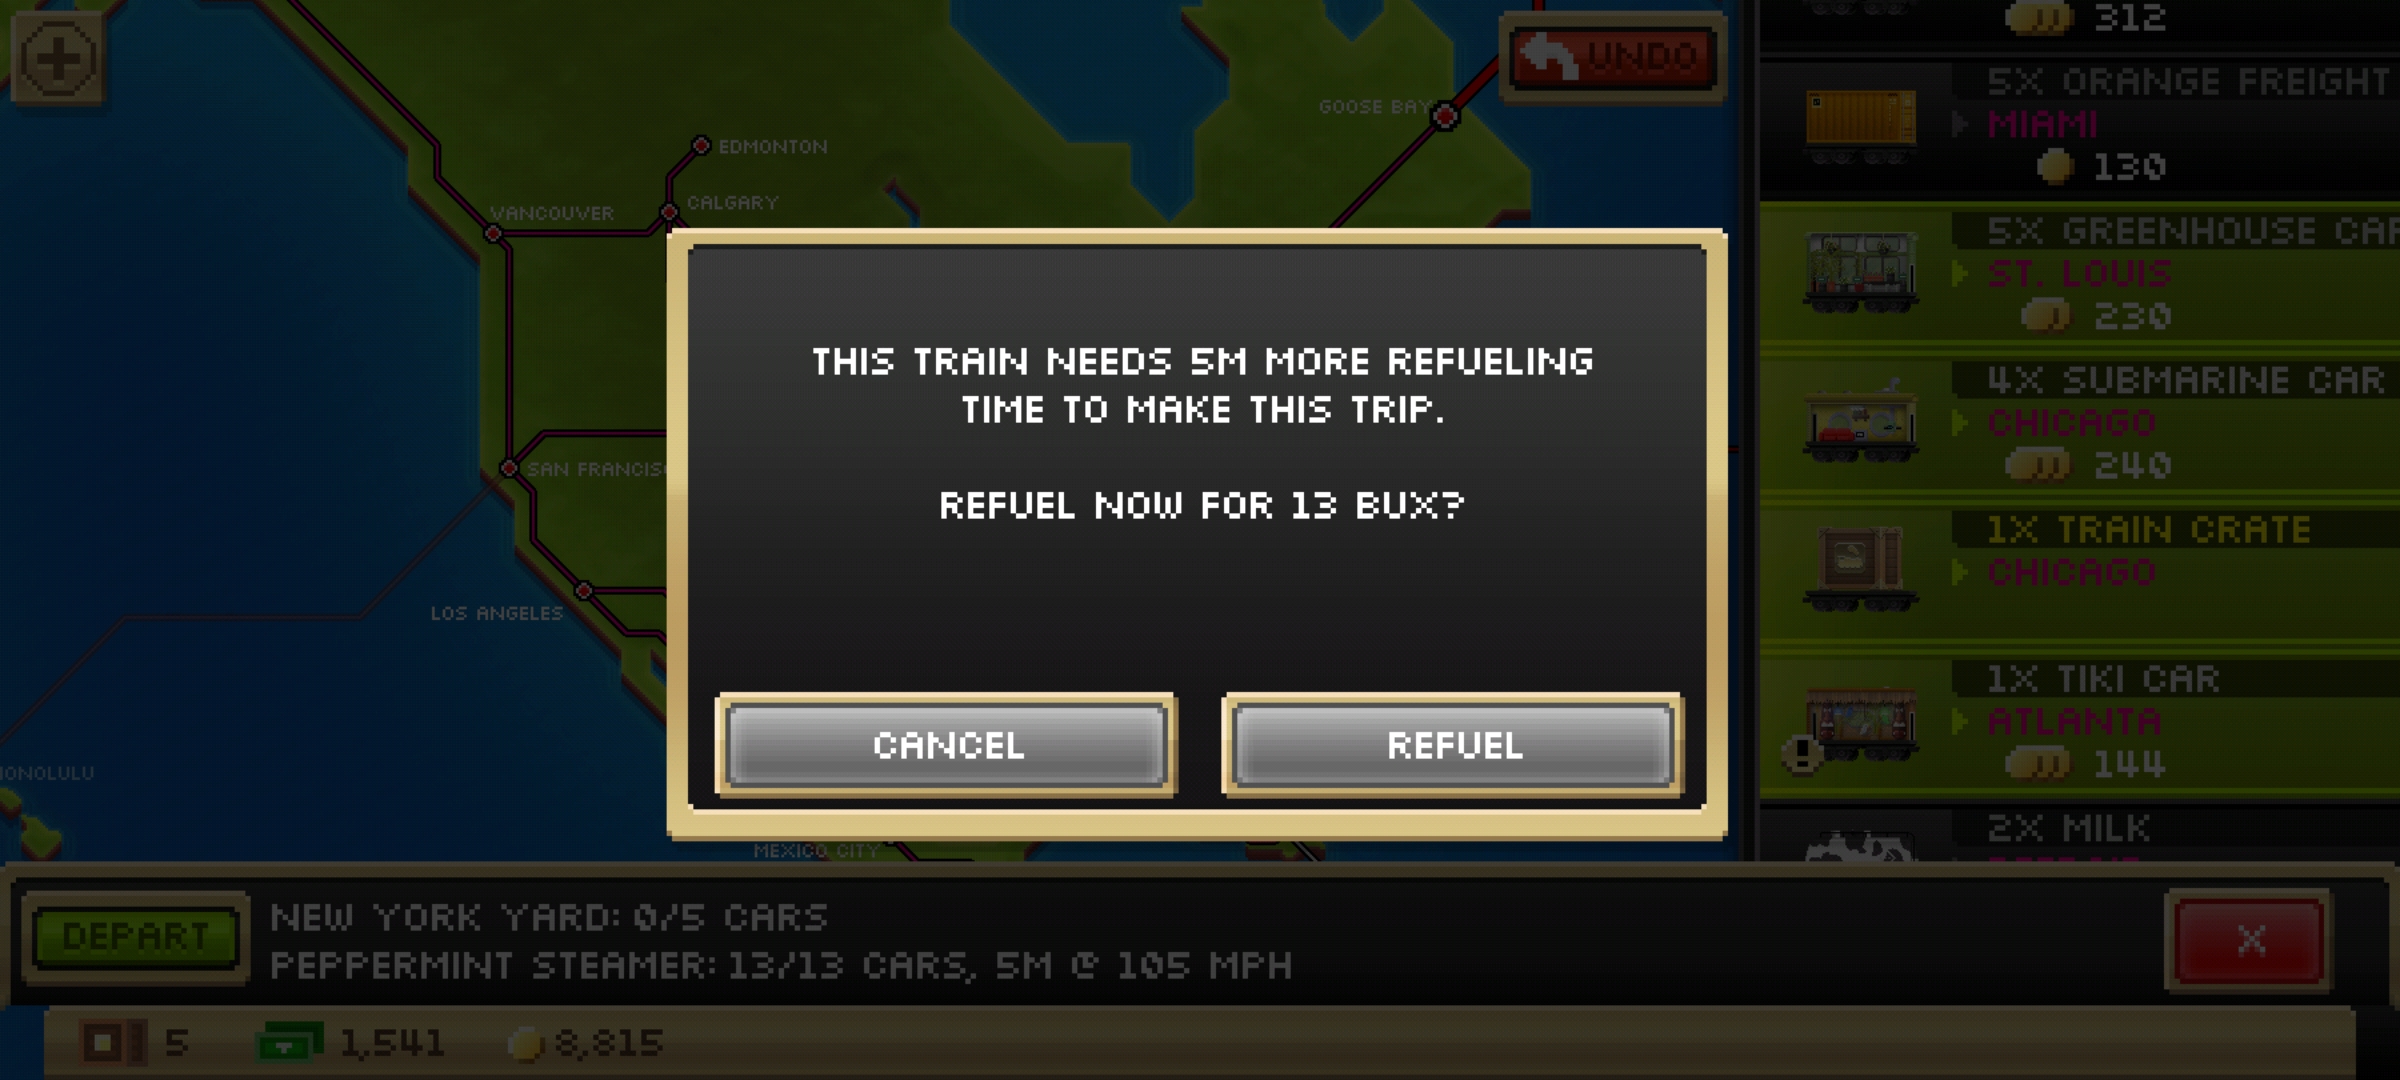 312
UNDO
5X ORANGE FREIGHT
MIAMI
130
GOOSE BAY
EDMONTON
CALGARY
VANCOUVER
5X GREENHOUSE CAR
ST. LOUIS
230
THIS TRAIN NEEDS 5M MORE REFUELING
TIME TO MAKE THIS TRIP.
REFUEL NOW FOR 13 BUX?
4X SUBMARINE CAR
CHICAGO
240
SAN FRANCISC
1X TRAIN CRATE
CHICAGO
LOS ANGELES
1X TIKI CAR
ATLANTA
144
CANCEL
REFUEL
HONOLULU
2X MILK
MEXICO CITY
DEPART
NEW YORK YARD: 0/5 CARS
PEPPERMINT STEAMER: 13/13 CARS, 5M @ 105 MPH
X
5
1,541
8,815